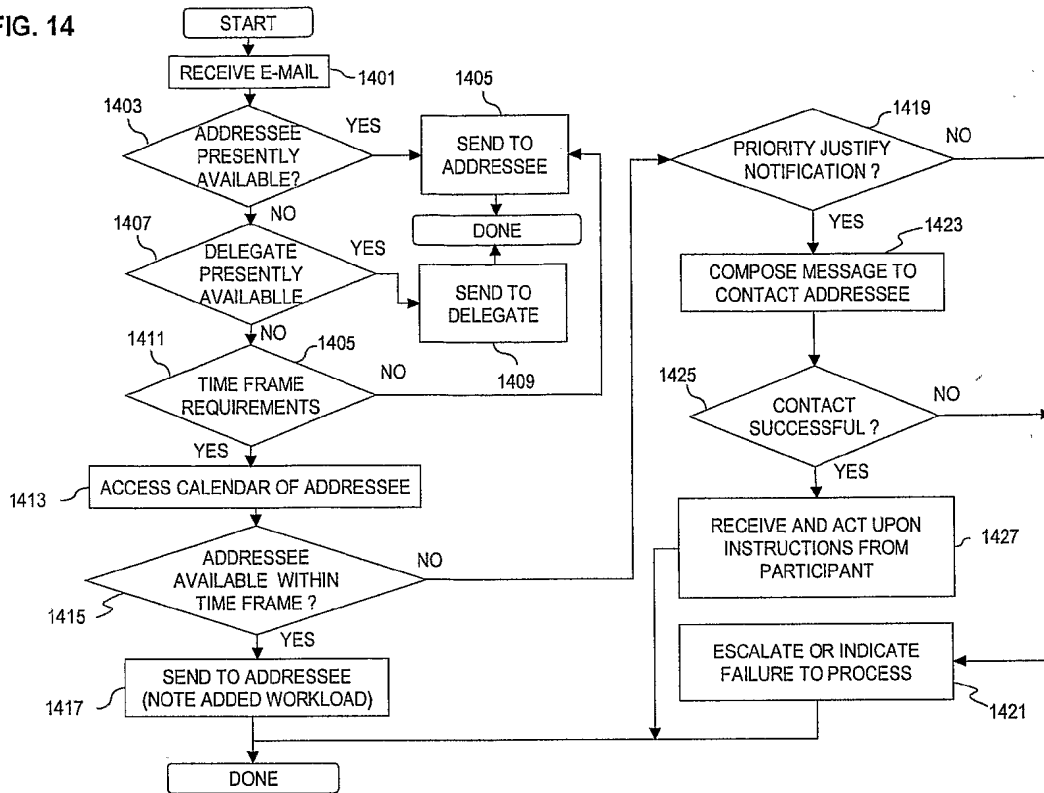 FIG. 14
START
RECEIVE E-MAIL
1401
1403
ADDRESSEE
PRESENTLY
AVAILABLE?
YES
NO
1405
SEND TO
ADDRESSEE
DONE
1407
DELEGATE
PRESENTLY
AVAILABLLE
YES
NO
SEND TO
DELEGATE
1409
1411
1405
TIME FRAME
REQUIREMENTS
NO
YES
1413
ACCESS CALENDAR OF ADDRESSEE
ADDRESSEE
AVAILABLE WITHIN
TIME FRAME ?
1415
NO
YES
SEND TO ADDRESSEE
(NOTE ADDED WORKLOAD)
1417
DONE
1419
PRIORITY JUSTIFY
NOTIFICATION ?
NO
YES
1423
COMPOSE MESSAGE TO
CONTACT ADDRESSEE
1425
CONTACT
SUCCESSFUL ?
NO
YES
RECEIVE AND ACT UPON
INSTRUCTIONS FROM
PARTICIPANT
1427
ESCALATE OR INDICATE
FAILURE TO PROCESS
1421